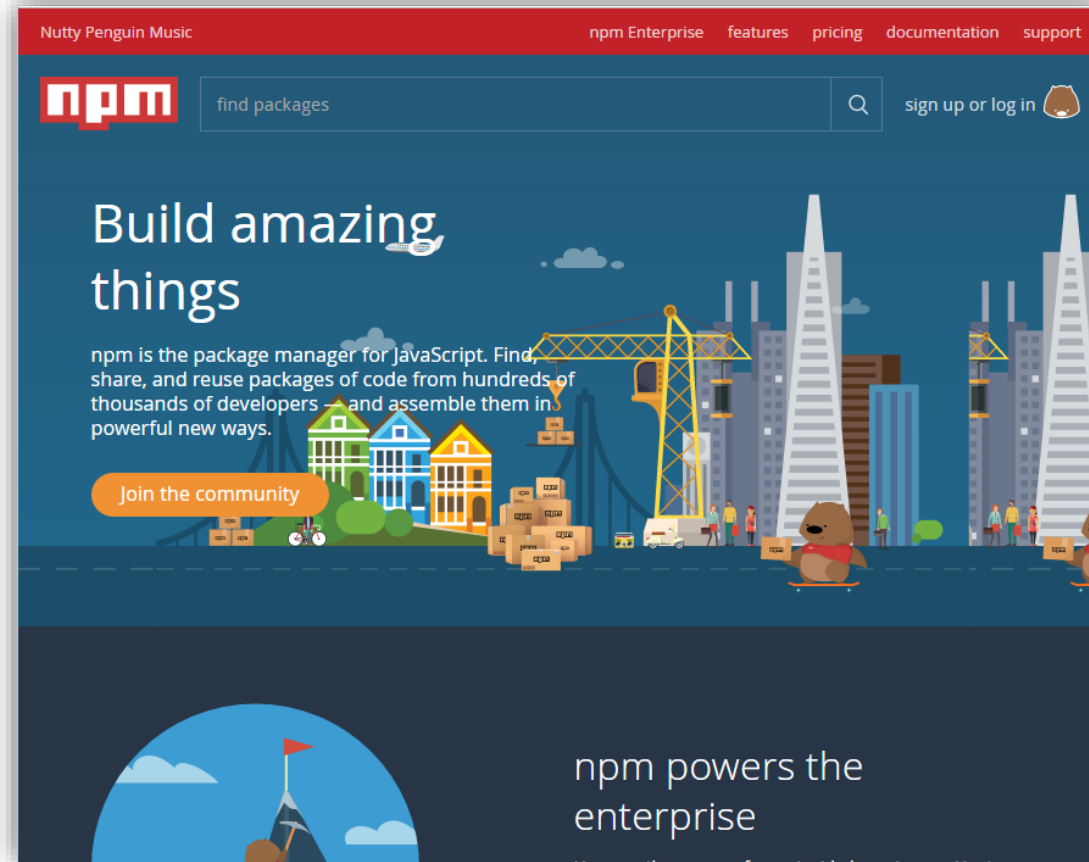 Nutty Penguin Music
npm Enterprise features pricing documentation support
npm
find packages
sign up or log in
Build amazing
things
npm is the package manager for JavaScript. Find,
share, and reuse packages of code from hundreds of
thousands of developers — and assemble them in
powerful new ways.
Join the community
npm powers the
enterprise